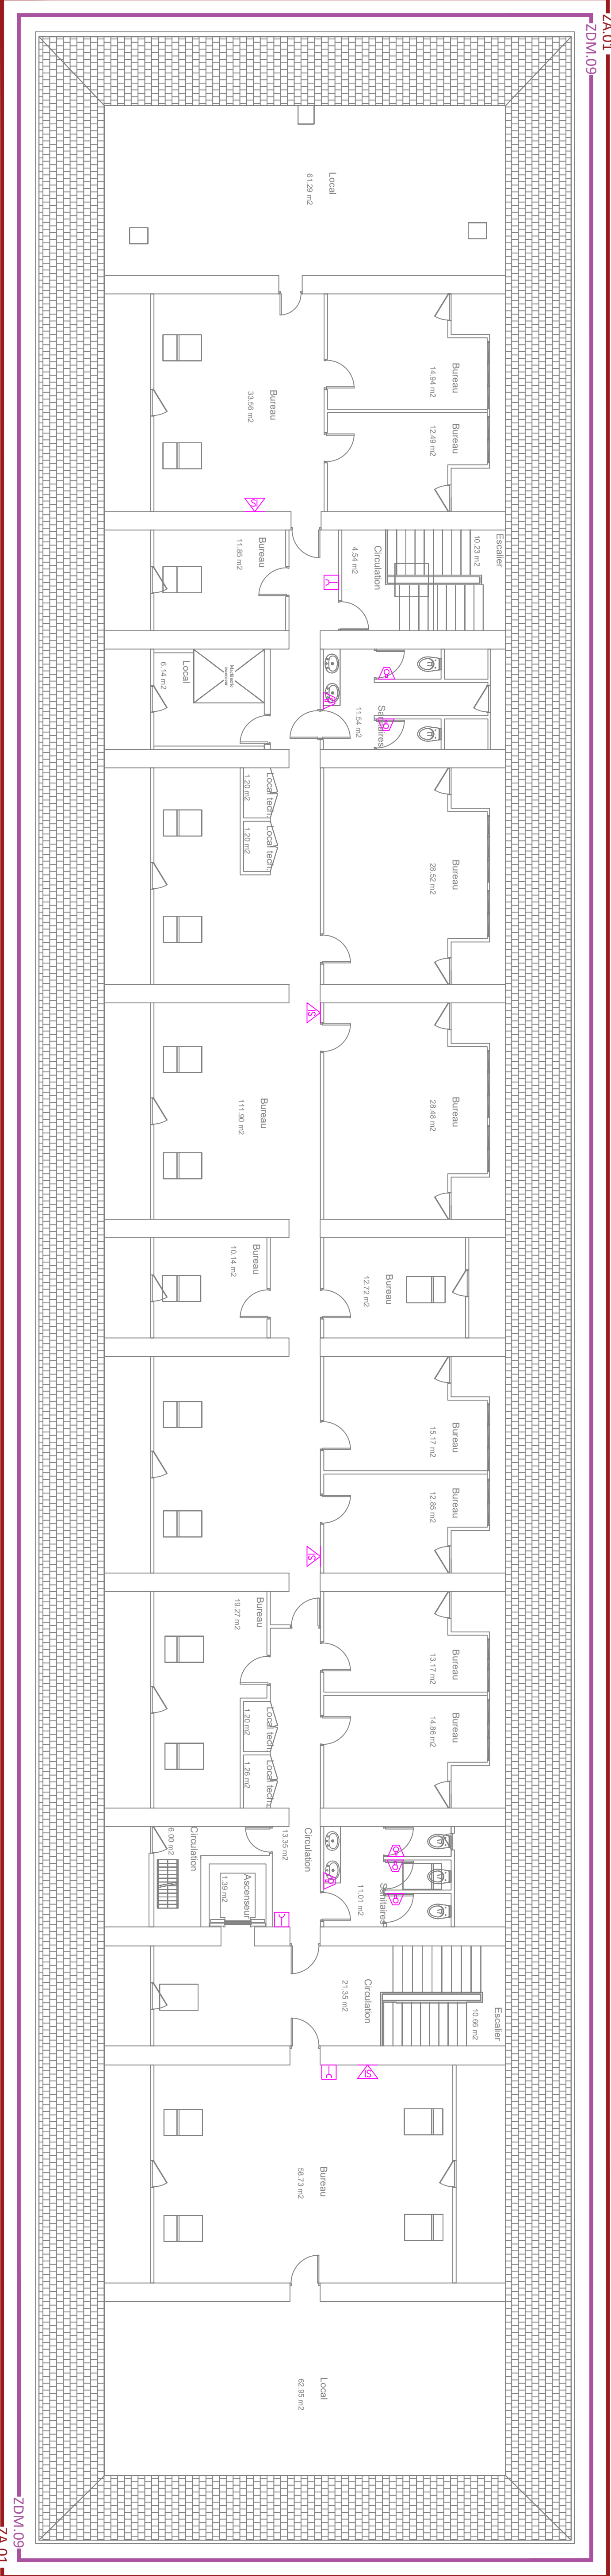 ZA.01
ZDM.09
Local
61.29 m2
Bureau
14.94 m2
Bureau
12.49 m2
Bureau
33.56 m2
Escalier
10.23 m2
Circulation
4.54 m2
Bureau
11.85 m2
Sanitaires
11.54 m2
Local
6.14 m2
Local tech.
1.20 m2
Local tech.
1.20 m2
Bureau
28.52 m2
SI
Bureau
28.48 m2
Bureau
111.90 m2
Bureau
12.72 m2
Bureau
10.14 m2
Bureau
15.17 m2
Bureau
12.85 m2
SI
Bureau
13.17 m2
Bureau
14.86 m2
Bureau
19.27 m2
Local tech.
1.20 m2
Local tech.
1.26 m2
Sanitaires
11.01 m2
Circulation
13.35 m2
Circulation
6.00 m2
Ascenseur
1.39 m2
Escalier
10.66 m2
Circulation
21.35 m2
SI
Bureau
58.73 m2
Local
62.95 m2
ZDM.09
ZA.01